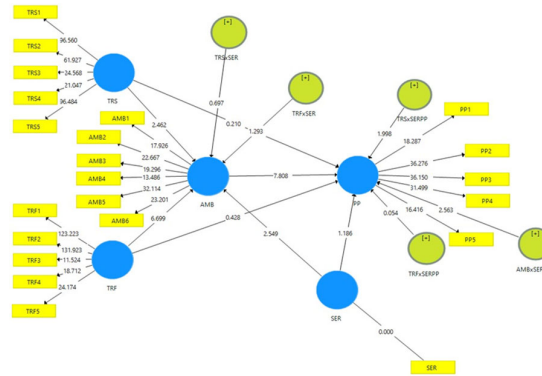 TRS1
TRS2
TRS3
TRS4
TRS5
96.560
61.927
24.568
21.047
96.484
TRS
[+]
TRSxSER
[+]
TRFxSER
[+]
TRSxSERPP
0.697
1.293
0.210
2.462
1.998
AMB1
AMB2
AMB3
AMB4
AMB5
AMB6
17.926
22.667
19.296
13.486
32.114
23.201
AMB
7.808
PP
PP1
PP2
PP3
PP4
PP5
18.287
36.276
36.150
31.499
16.416
2.563
0.054
[+]
TRFxSERPP
[+]
AMBxSER
TRF1
TRF2
TRF3
TRF4
TRF5
123.223
131.923
11.524
18.712
24.174
TRF
6.699
0.428
2.549
1.186
SER
0.000
SER